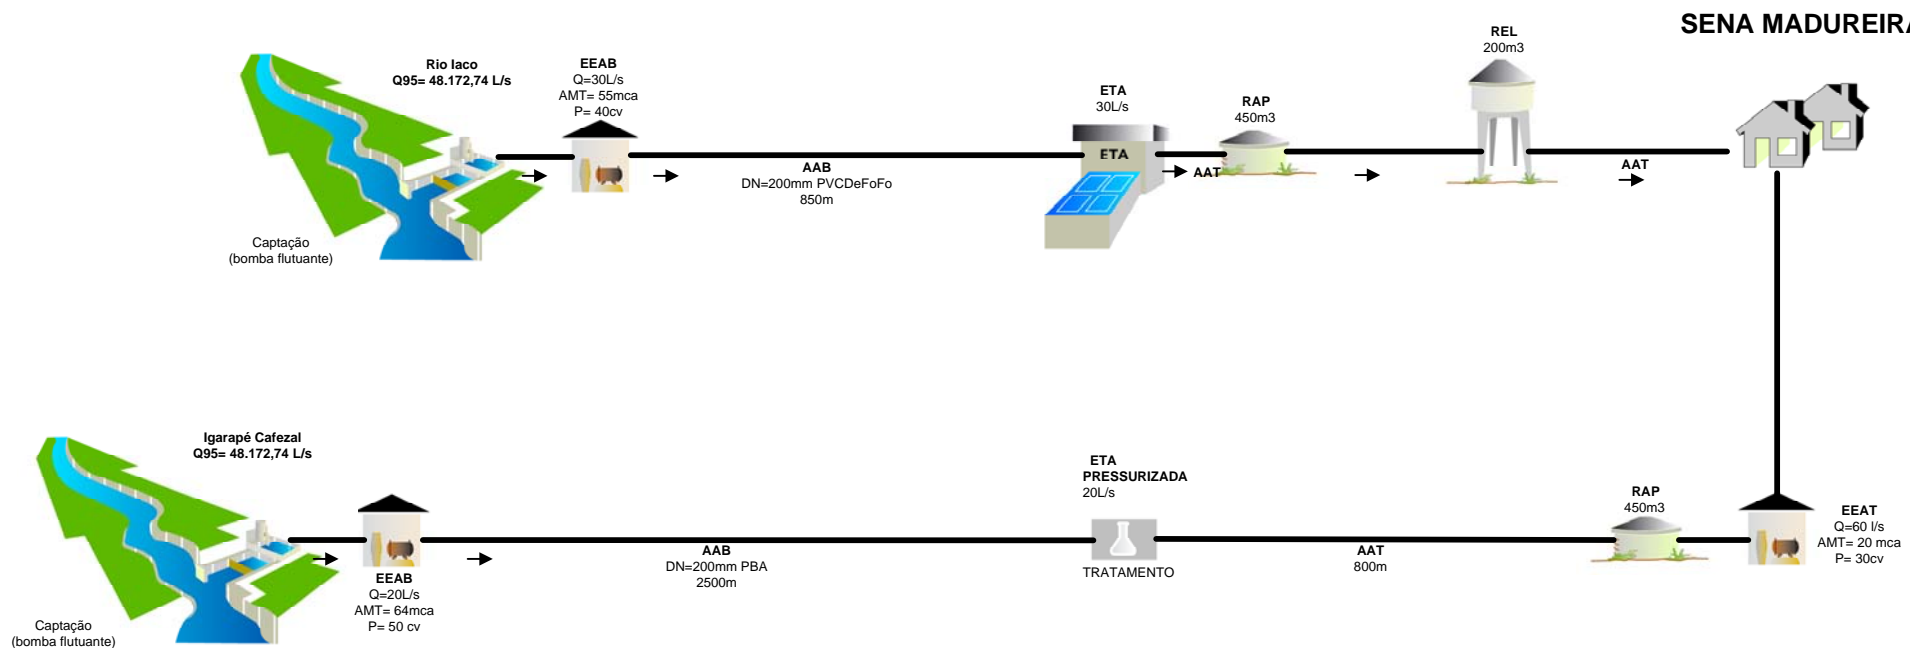 SENA MADUREIRA
Rio Iaco
Q95= 48.172,74 L/s
EEAB
Q=30L/s
AMT= 55mca
P= 40cv
Captação
(bomba flutuante)
AAB
DN=200mm PVCDeFoFo
850m
ETA
30L/s
ETA
AAT
RAP
450m3
REL
200m3
AAT
Igarapé Cafezal
Q95= 48.172,74 L/s
Captação
(bomba flutuante)
EEAB
Q=20L/s
AMT= 64mca
P= 50 cv
AAB
DN=200mm PBA
2500m
ETA
PRESSURIZADA
20L/s
TRATAMENTO
AAT
800m
RAP
450m3
EEAT
Q=60 l/s
AMT= 20 mca
P= 30cv